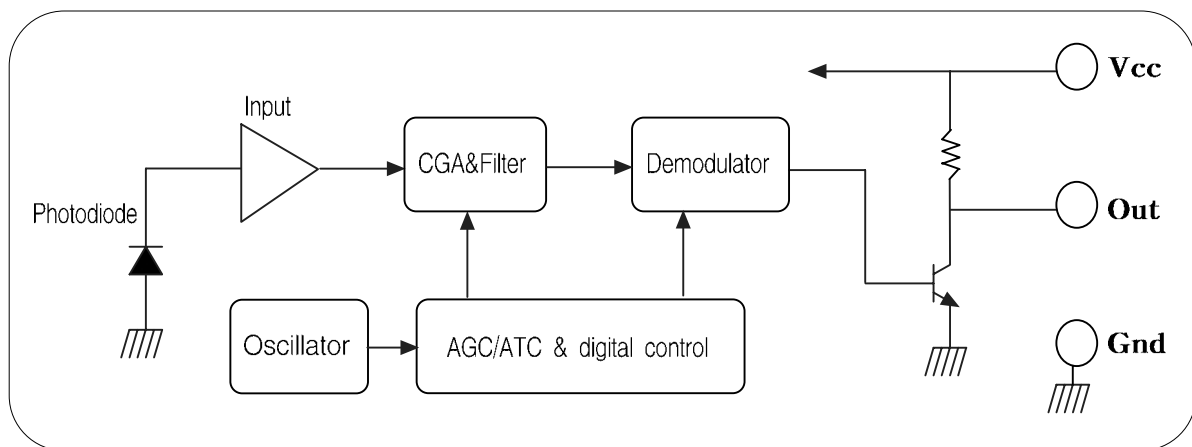 Vcc
Input
CGA&Filter
Demodulator
Photodiode
Out
Oscillator
AGC/ATC & digital control
Gnd